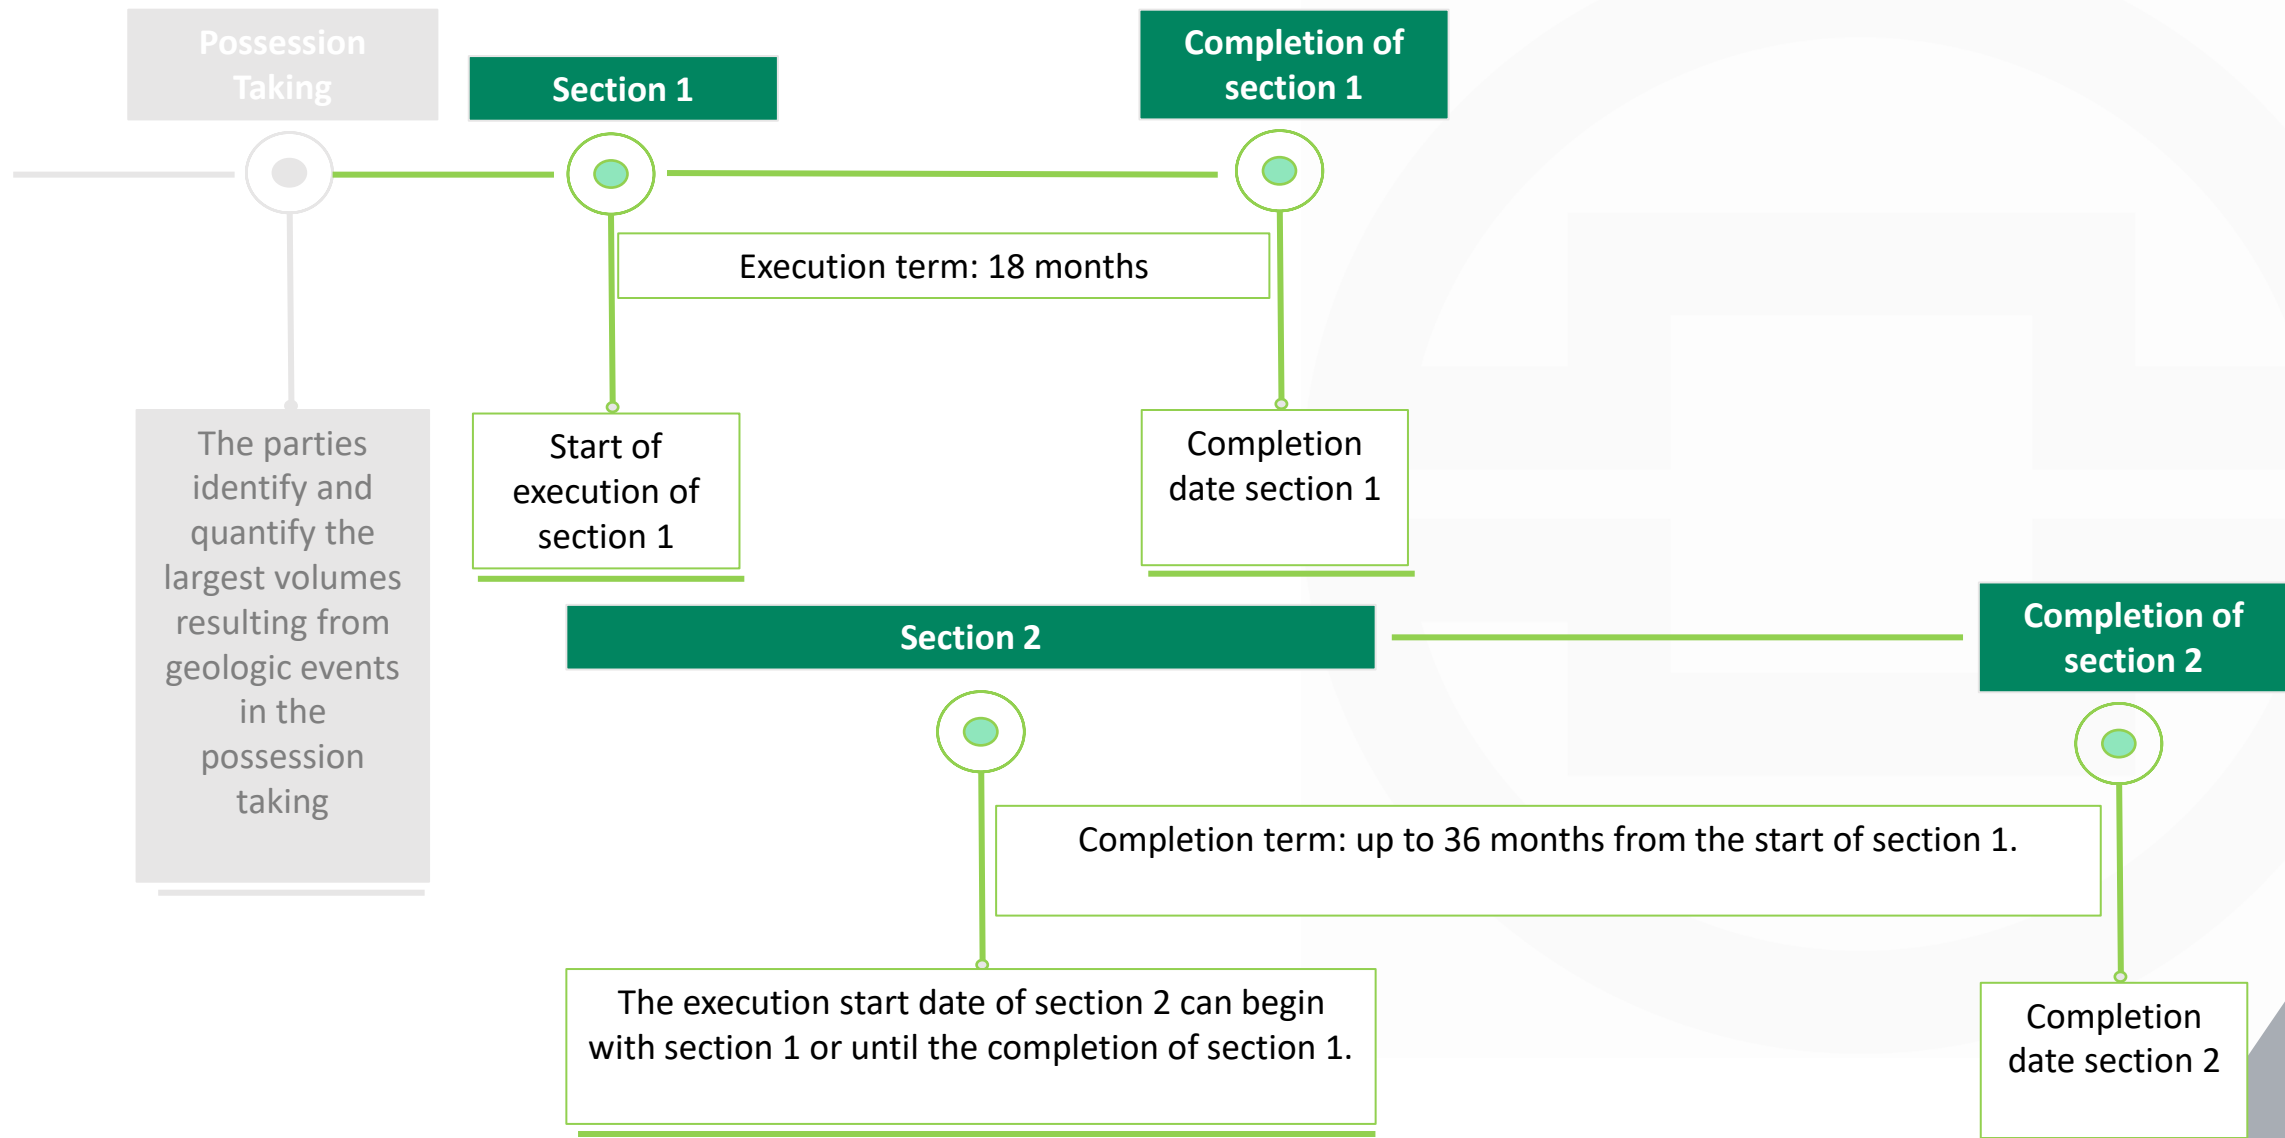 Possession
Taking
Section 1
Completion of
section 1
Execution term: 18 months
The parties
identify and
quantify the
largest volumes
resulting from
geologic events
in the
possession
taking
Start of
execution of
section 1
Completion
date section 1
Section 2
Completion of
section 2
Completion term: up to 36 months from the start of section 1.
The execution start date of section 2 can begin
with section 1 or until the completion of section 1.
Completion
date section 2